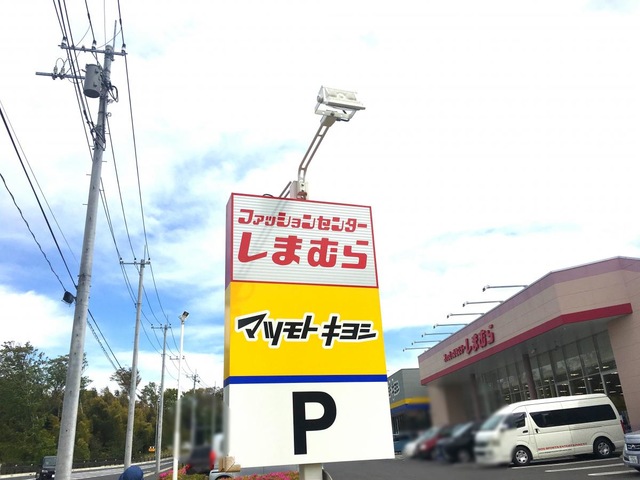 ファッションセンター
しまむら
マツモトキヨシ
P
ファッションセンターしまむら